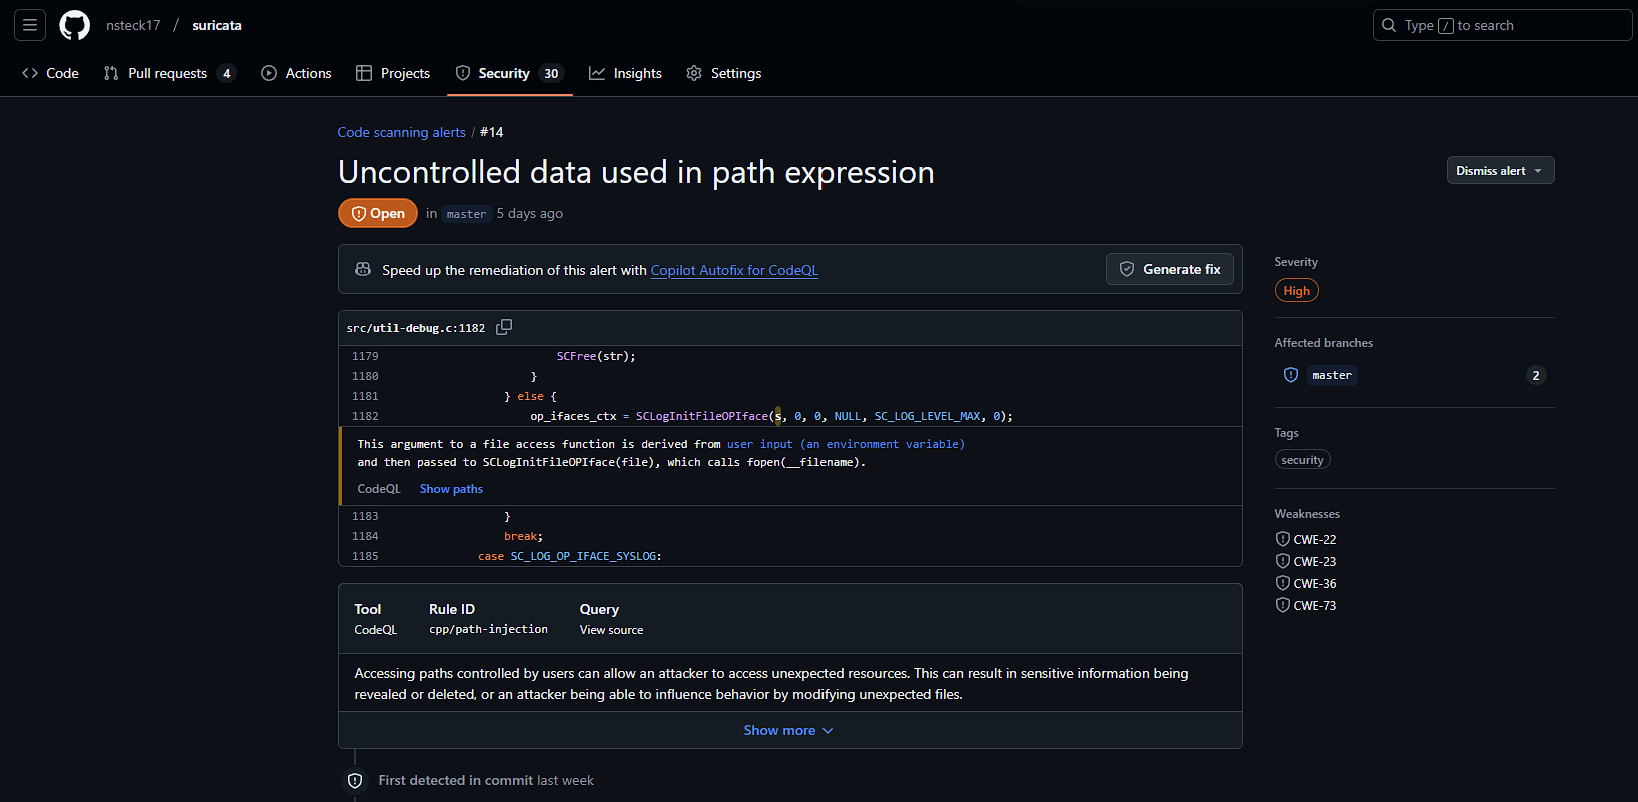 nsteck17 / suricata
Type / to search
Code
Pull requests 4
Actions
Projects
Security 30
Insights
Settings
Code scanning alerts / #14
Uncontrolled data used in path expression
Dismiss alert
Open in master 5 days ago
Speed up the remediation of this alert with Copilot Autofix for CodeQL
Generate fix
src/util-debug.c:1182
1179 SCFree(str);
1180 }
1181 } else {
1182 op_ifaces_ctx = SCLogInitFileOPIface(s, 0, 0, NULL, SC_LOG_LEVEL_MAX, 0);
This argument to a file access function is derived from user input (an environment variable)
and then passed to SCLogInitFileOPIface(file), which calls fopen(__filename).
CodeQL Show paths
1183 }
1184 break;
1185 case SC_LOG_OP_IFACE_SYSLOG:
Tool Rule ID Query
CodeQL cpp/path-injection View source
Accessing paths controlled by users can allow an attacker to access unexpected resources. This can result in sensitive information being
revealed or deleted, or an attacker being able to influence behavior by modifying unexpected files.
Show more
First detected in commit last week
Severity
High
Affected branches
master 2
Tags
security
Weaknesses
CWE-22
CWE-23
CWE-36
CWE-73